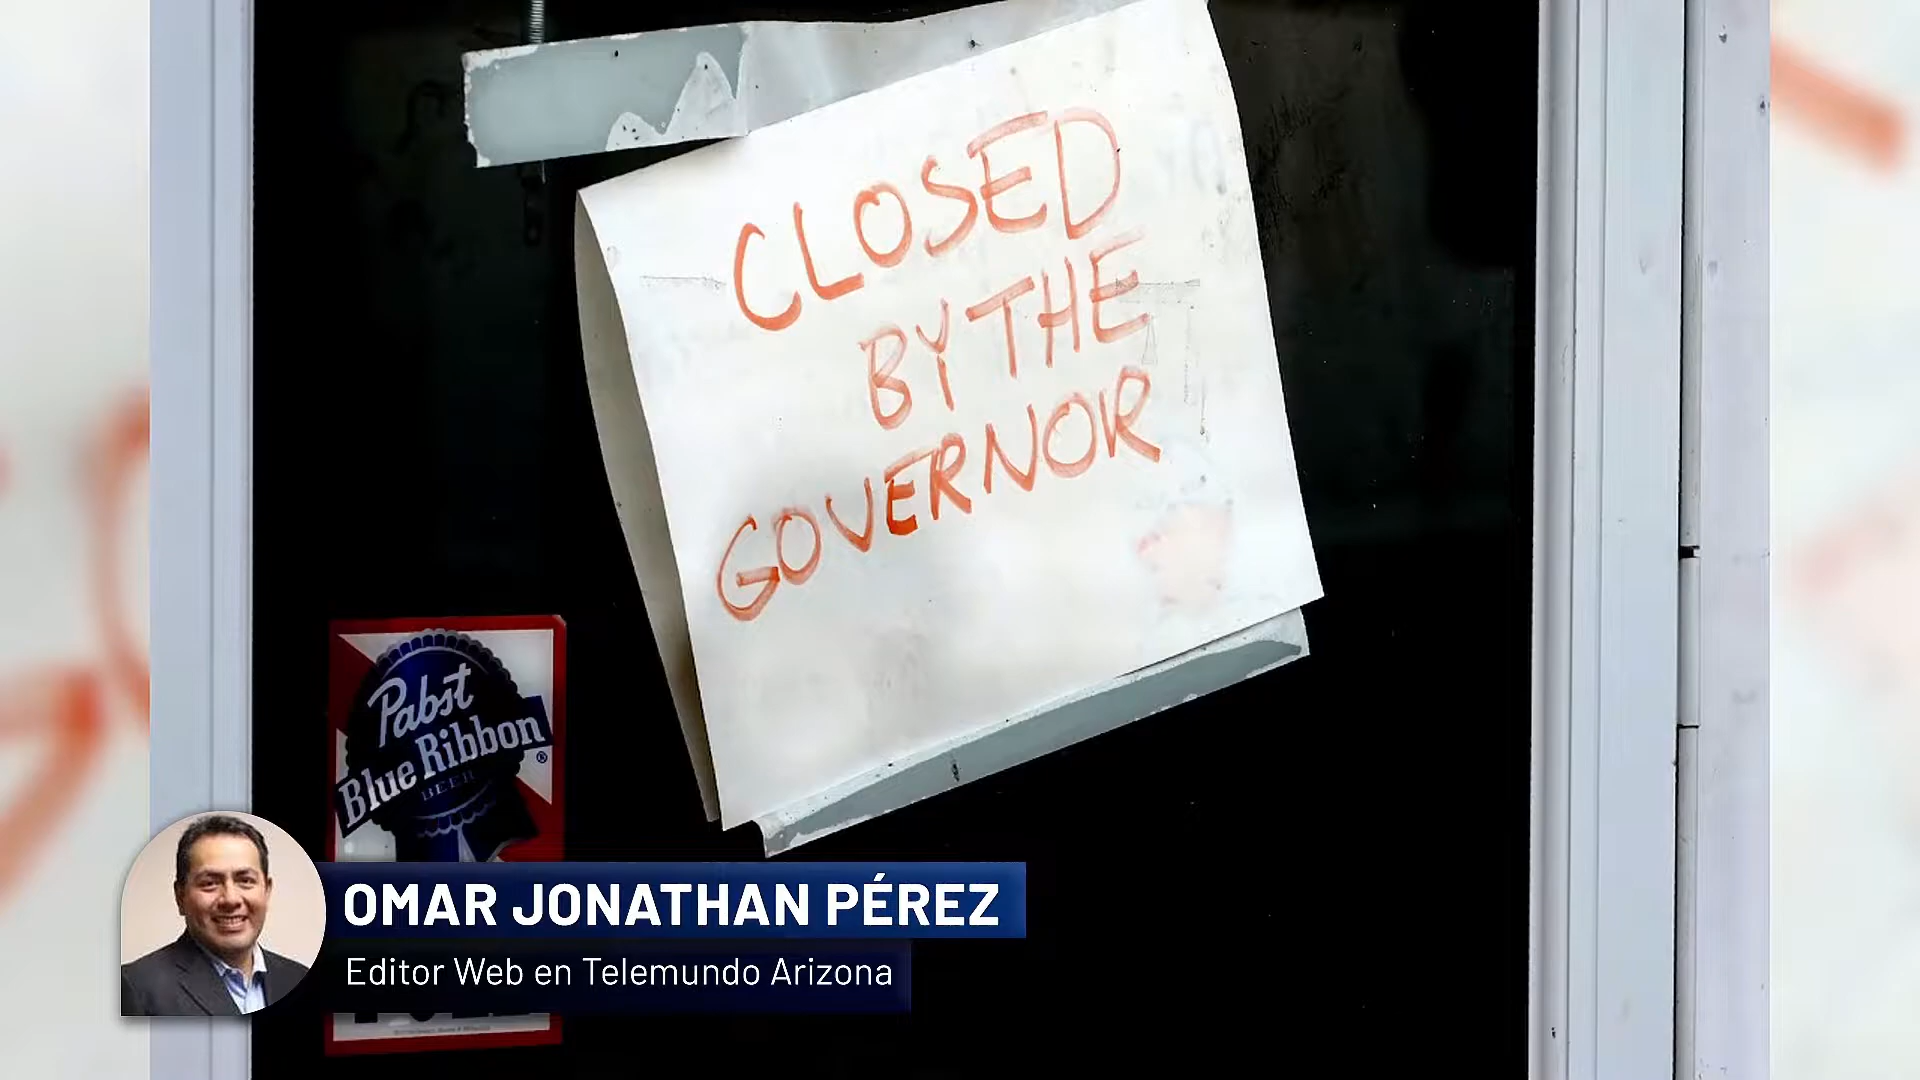 CLOSED
BY THE
GOVERNOR
Pabst
Blue Ribbon
BEER
OMAR JONATHAN PÉREZ
Editor Web en Telemundo Arizona